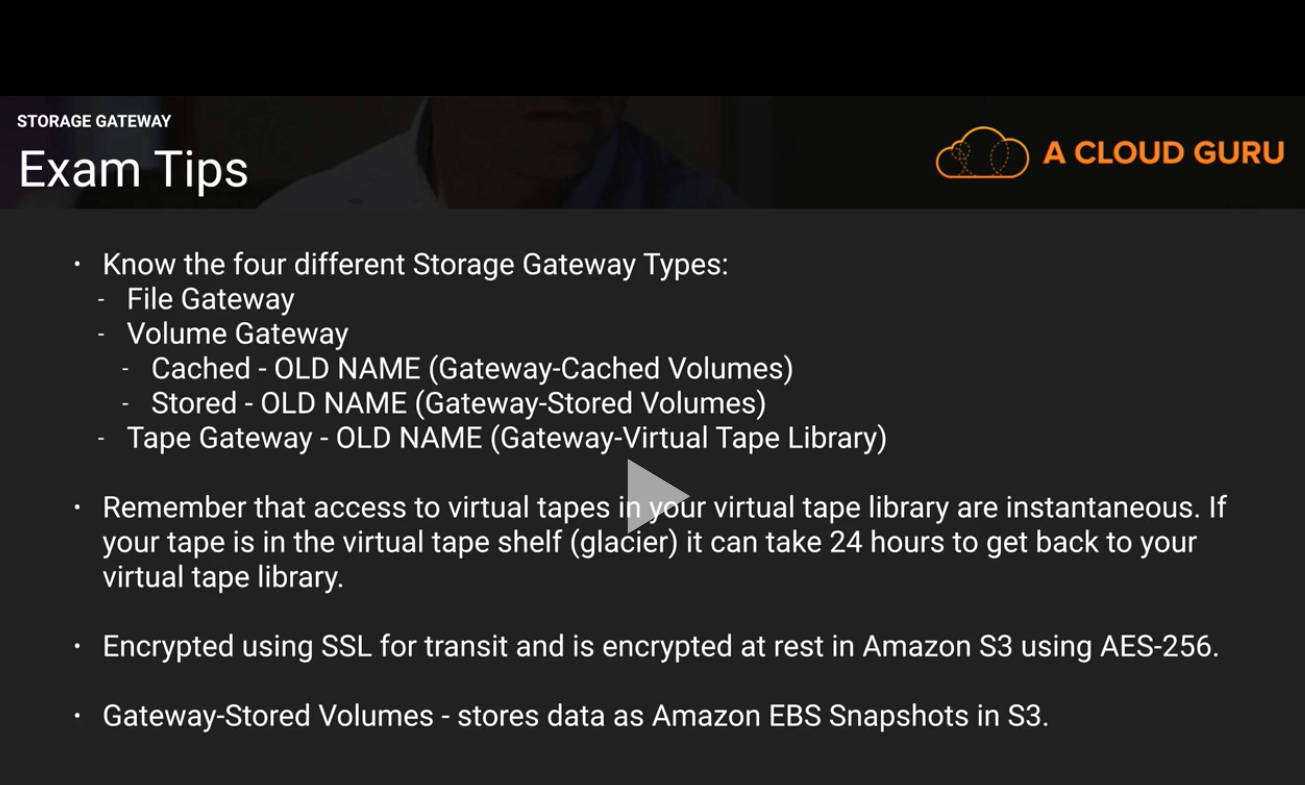 STORAGE GATEWAY
Exam Tips
A CLOUD GURU
· Know the four different Storage Gateway Types:
- File Gateway
- Volume Gateway
- Cached - OLD NAME (Gateway-Cached Volumes)
- Stored - OLD NAME (Gateway-Stored Volumes)
- Tape Gateway - OLD NAME (Gateway-Virtual Tape Library)
· Remember that access to virtual tapes in your virtual tape library are instantaneous. If
your tape is in the virtual tape shelf (glacier) it can take 24 hours to get back to your
virtual tape library.
· Encrypted using SSL for transit and is encrypted at rest in Amazon S3 using AES-256.
· Gateway-Stored Volumes - stores data as Amazon EBS Snapshots in S3.